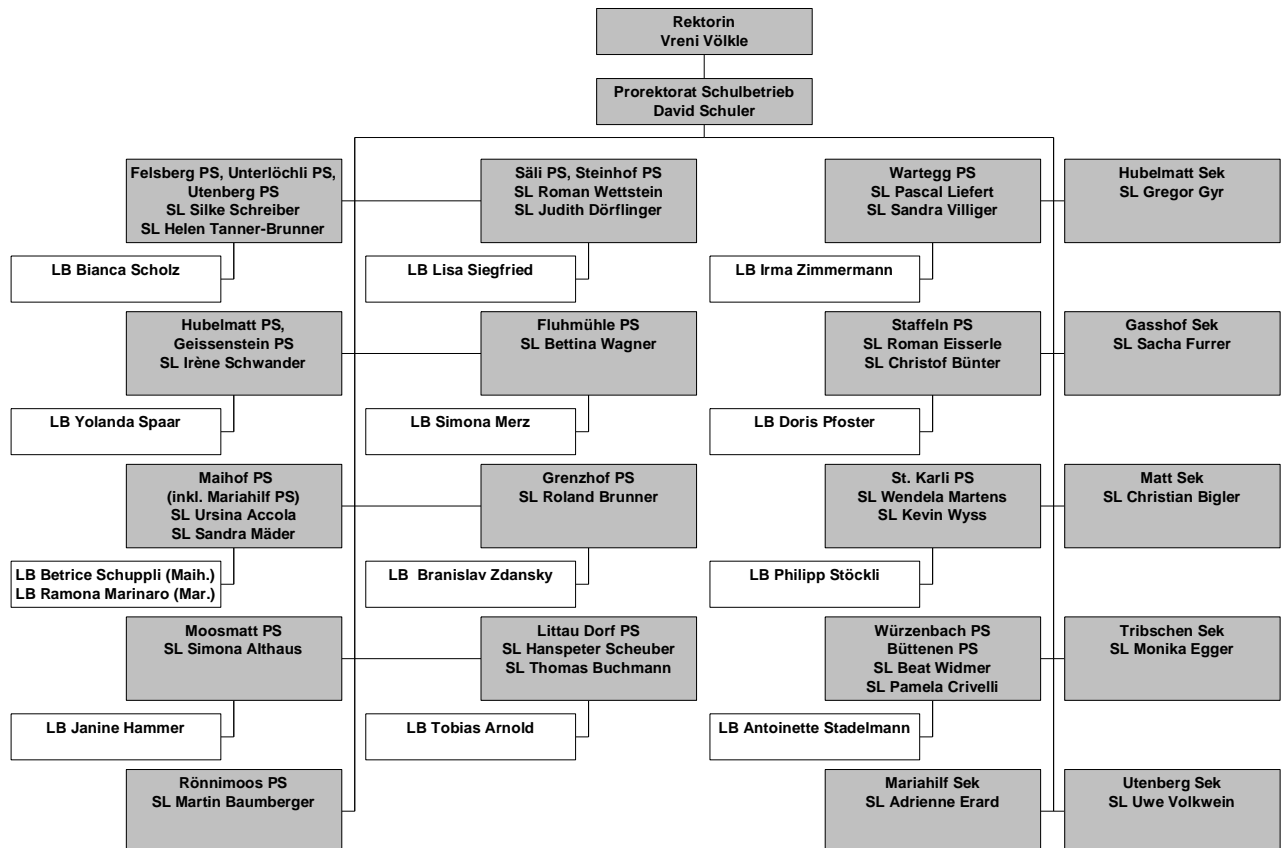 Rektorin
Vreni Völkle
Prorektorat Schulbetrieb
David Schuler
Felsberg PS, Unterlöchli PS,
Utenberg PS
SL Silke Schreiber
SL Helen Tanner-Brunner
Säli PS, Steinhof PS
SL Roman Wettstein
SL Judith Dörflinger
Wartegg PS
SL Pascal Liefert
SL Sandra Villiger
Hubelmatt Sek
SL Gregor Gyr
LB Bianca Scholz
LB Lisa Siegfried
LB Irma Zimmermann
Hubelmatt PS,
Geissenstein PS
SL Irène Schwander
Fluhmühle PS
SL Bettina Wagner
Staffeln PS
SL Roman Eisserle
SL Christof Bünter
Gasshof Sek
SL Sacha Furrer
LB Yolanda Spaar
LB Simona Merz
LB Doris Pfoster
Maihof PS
(inkl. Mariahilf PS)
SL Ursina Accola
SL Sandra Mäder
Grenzhof PS
SL Roland Brunner
St. Karli PS
SL Wendela Martens
SL Kevin Wyss
Matt Sek
SL Christian Bigler
LB Betrice Schuppli (Maih.)
LB Ramona Marinaro (Mar.)
LB Branislav Zdansky
LB Philipp Stöckli
Moosmatt PS
SL Simona Althaus
Littau Dorf PS
SL Hanspeter Scheuber
SL Thomas Buchmann
Würzenbach PS
Büttenen PS
SL Beat Widmer
SL Pamela Crivelli
Tribschen Sek
SL Monika Egger
LB Janine Hammer
LB Tobias Arnold
LB Antoinette Stadelmann
Rönnimoos PS
SL Martin Baumberger
Mariahilf Sek
SL Adrienne Erard
Utenberg Sek
SL Uwe Volkwein